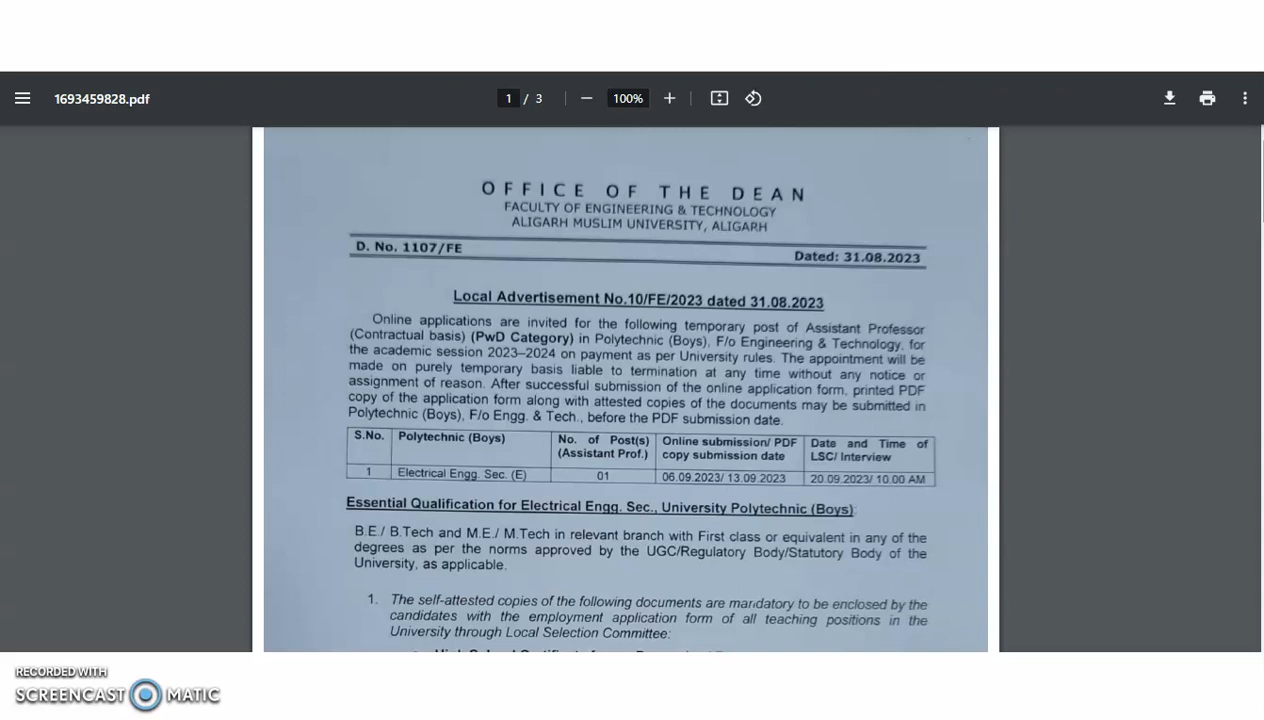 1693459828.pdf
1 / 3
100%
OFFICE OF THE DEAN
FACULTY OF ENGINEERING & TECHNOLOGY
ALIGARH MUSLIM UNIVERSITY, ALIGARH
D. No. 1107/FE
Dated: 31.08.2023
Local Advertisement No.10/FE/2023 dated 31.08.2023
Online applications are invited for the following temporary post of Assistant Professor
(Contractual basis) (PwD Category) in Polytechnic (Boys), F/o Engineering & Technology, for
the academic session 2023–2024 on payment as per University rules. The appointment will be
made on purely temporary basis liable to termination at any time without any notice or
assignment of reason. After successful submission of the online application form, printed PDF
copy of the application form along with attested copies of the documents may be submitted in
Polytechnic (Boys), F/o Engg. & Tech., before the PDF submission date.
S.No. Polytechnic (Boys) No. of Post(s) Online submission/ PDF Date and Time of
(Assistant Prof.) copy submission date LSC/ Interview
1 Electrical Engg. Sec. (E) 01 06.09.2023/ 13.09.2023 20.09.2023/ 10.00 AM
Essential Qualification for Electrical Engg. Sec., University Polytechnic (Boys):
B.E./ B.Tech and M.E./ M.Tech in relevant branch with First class or equivalent in any of the
degrees as per the norms approved by the UGC/Regulatory Body/Statutory Body of the
University, as applicable.
1. The self-attested copies of the following documents are mandatory to be enclosed by the
candidates with the employment application form of all teaching positions in the
University through Local Selection Committee:
RECORDED WITH
SCREENCAST MATIC